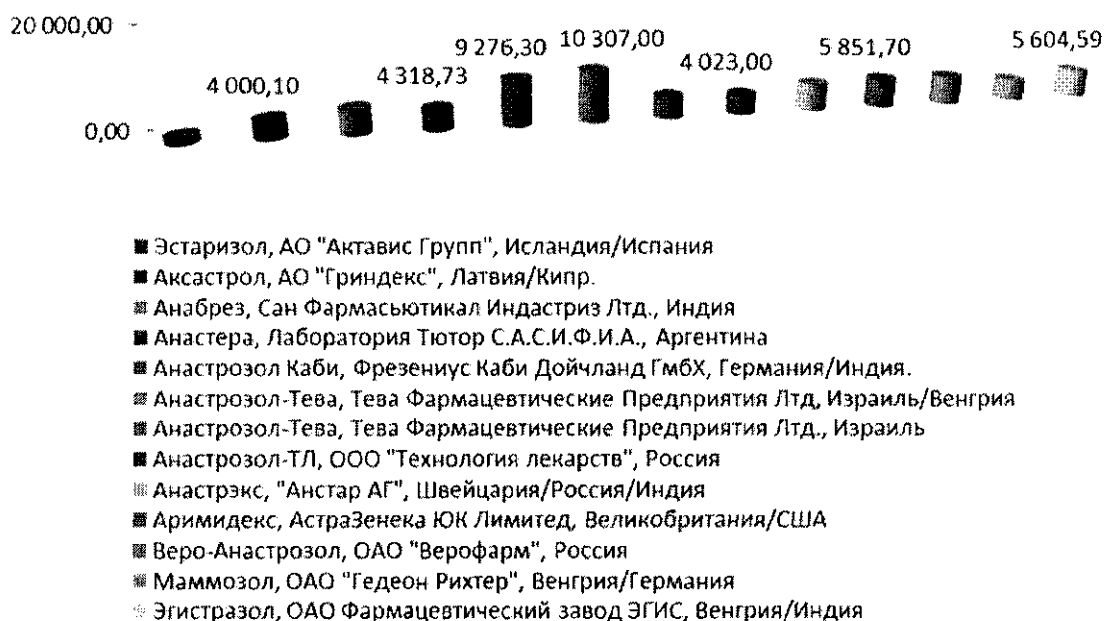 20 000,00
9 276,30 10 307,00
5 851,70 5 604,59
4 000,10 4 318,73 4 023,00
0,00
Эстаризол, АО "Актавис Групп", Исландия/Испания
Аксастрол, АО "Гриндекс", Латвия/Кипр.
Анабрез, Сан Фармасьютикал Индастриз Лтд., Индия
Анастера, Лаборатория Тютор С.А.С.И.Ф.И.А., Аргентина
Анастрозол Каби, Фрезениус Каби Дойчланд ГмбХ, Германия/Индия.
Анастрозол-Тева, Тева Фармацевтические Предприятия Лтд, Израиль/Венгрия
Анастрозол-Тева, Тева Фармацевтические Предприятия Лтд., Израиль
Анастрозол-ТЛ, ООО "Технология лекарств", Россия
Анастрэкс, "Анстар АГ", Швейцария/Россия/Индия
Аримидекс, АстраЗенека ЮК Лимитед, Великобритания/США
Веро-Анастрозол, ОАО "Верофарм", Россия
Маммозол, ОАО "Гедеон Рихтер", Венгрия/Германия
Эгистразол, ОАО Фармацевтический завод ЭГИС, Венгрия/Индия